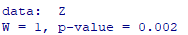 data:  Z
W = 1, p-value = 0.002